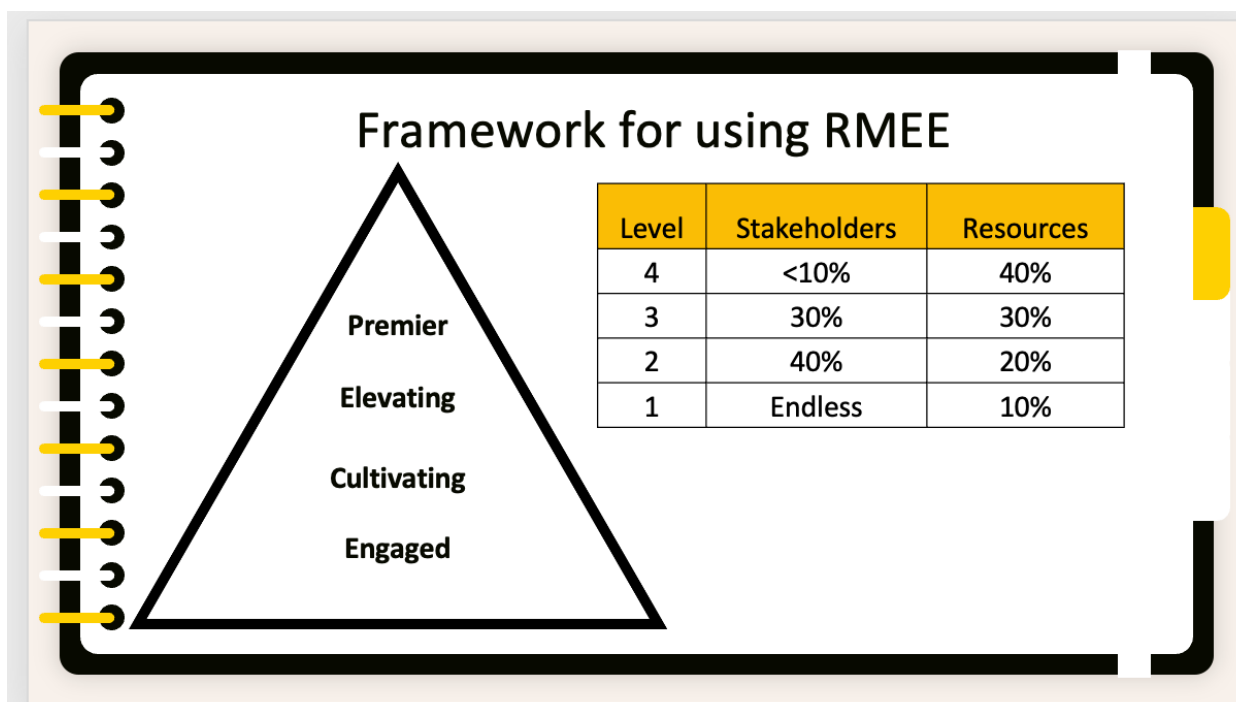 Framework for using RMEE
Premier
Elevating
Cultivating
Engaged
Level Stakeholders Resources
4 <10% 40%
3 30% 30%
2 40% 20%
1 Endless 10%